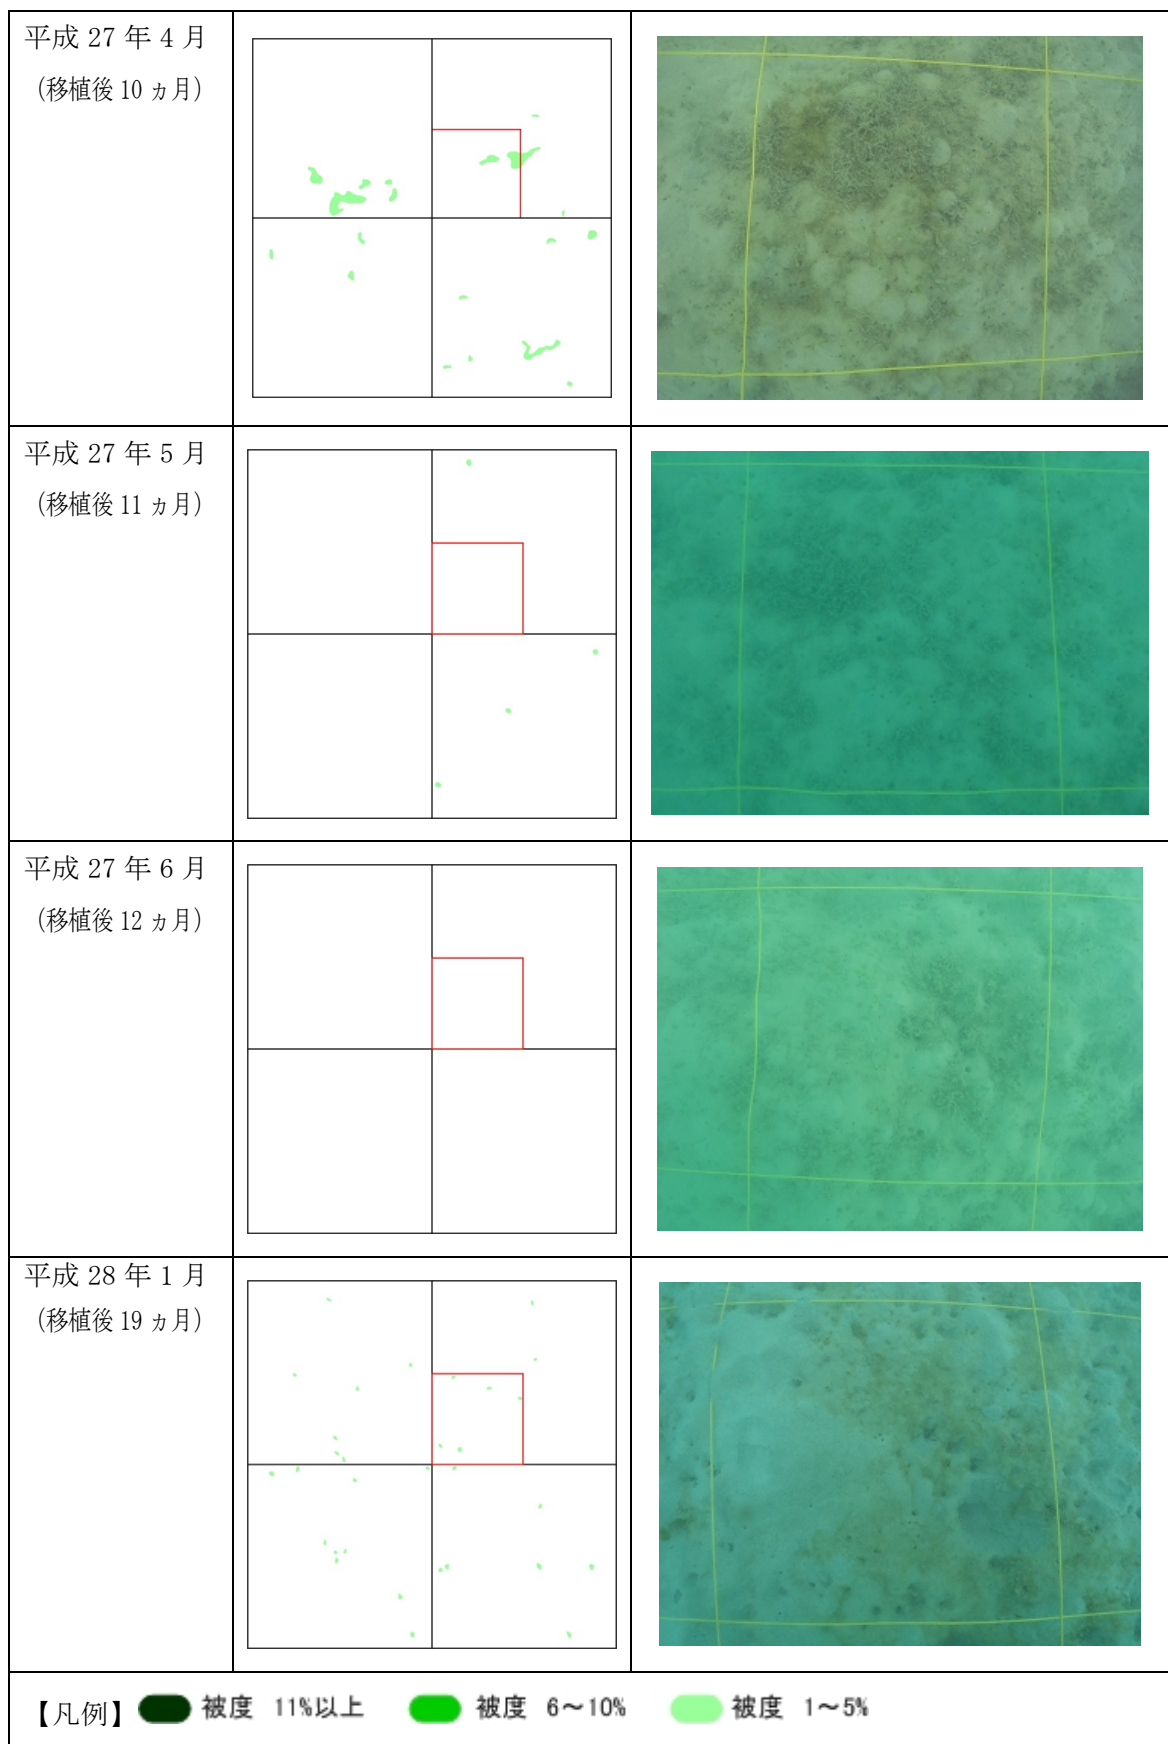 平成 27 年 4 月
（移植後 10 ヵ月）
平成 27 年 5 月
（移植後 11 ヵ月）
平成 27 年 6 月
（移植後 12 ヵ月）
平成 28 年 1 月
（移植後 19 ヵ月）
【凡例】 被度 11%以上 被度 6～10% 被度 1～5%